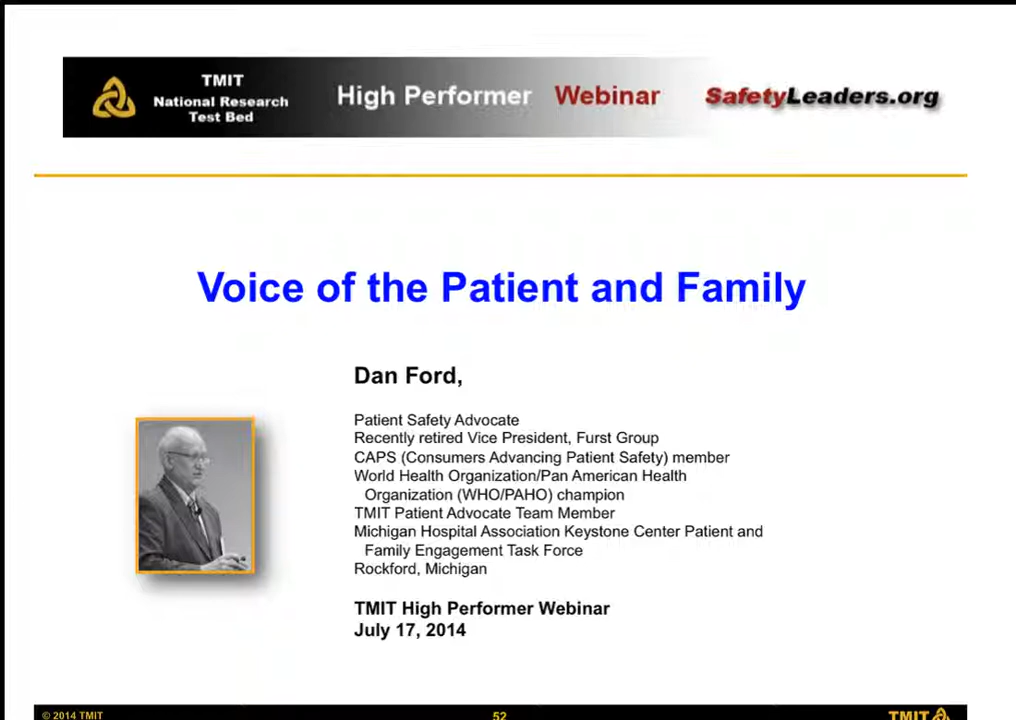 TMIT
National Research
Test Bed
High Performer Webinar
SafetyLeaders.org
Voice of the Patient and Family
Dan Ford,
Patient Safety Advocate
Recently retired Vice President, Furst Group
CAPS (Consumers Advancing Patient Safety) member
World Health Organization/Pan American Health
Organization (WHO/PAHO) champion
TMIT Patient Advocate Team Member
Michigan Hospital Association Keystone Center Patient and
Family Engagement Task Force
Rockford, Michigan
TMIT High Performer Webinar
July 17, 2014
© 2014 TMIT
52
TMIT